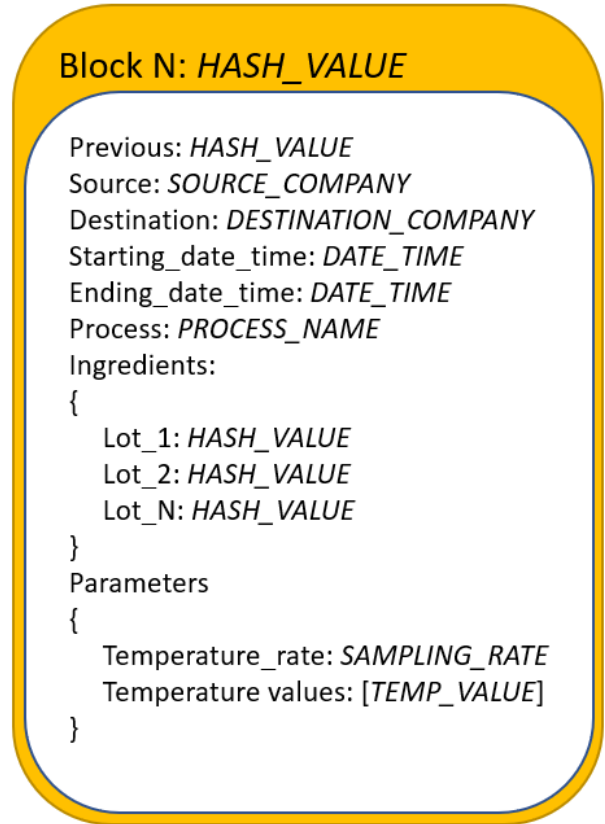 Block N: HASH_VALUE
Previous: HASH_VALUE
Source: SOURCE_COMPANY
Destination: DESTINATION_COMPANY
Starting_date_time: DATE_TIME
Ending_date_time: DATE_TIME
Process: PROCESS_NAME
Ingredients:
{
Lot_1: HASH_VALUE
Lot_2: HASH_VALUE
Lot_N: HASH_VALUE
}
Parameters
{
Temperature_rate: SAMPLING_RATE
Temperature values: [TEMP_VALUE]
}